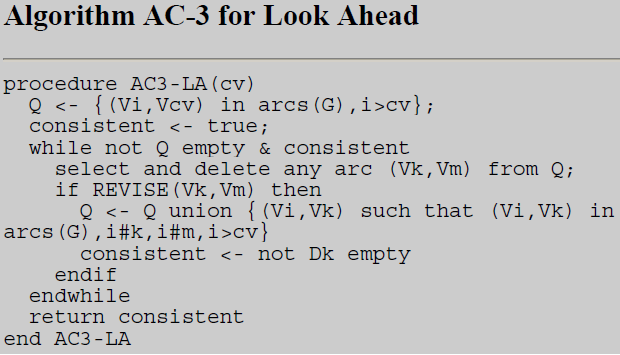 Algorithm AC-3 for Look Ahead
procedure AC3-LA(cv)
  Q <- {(Vi,Vcv) in arcs(G),i>cv};
  consistent <- true;
  while not Q empty & consistent
    select and delete any arc (Vk,Vm) from Q;
    if REVISE(Vk,Vm) then
      Q <- Q union {(Vi,Vk) such that (Vi,Vk) in
arcs(G),i#k,i#m,i>cv}
      consistent <- not Dk empty
    endif
  endwhile
  return consistent
end AC3-LA